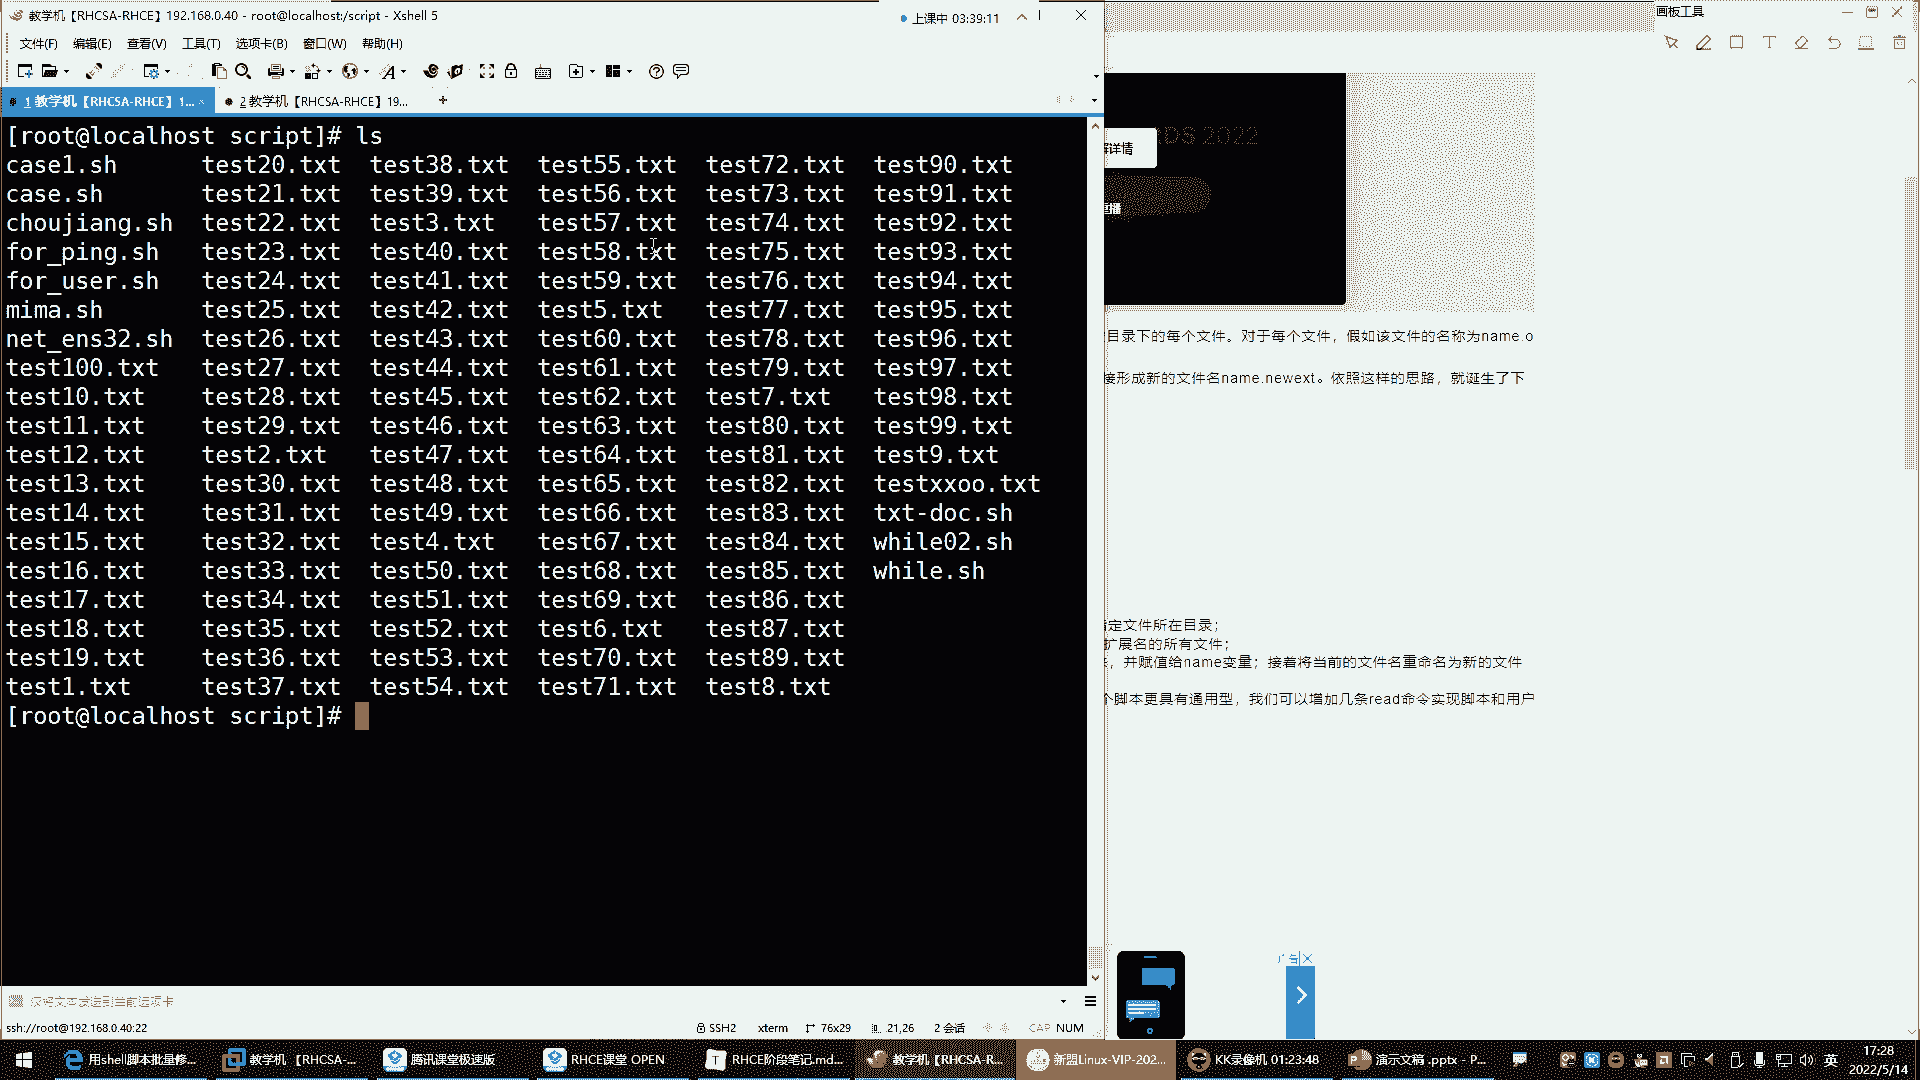 教学机【RHCSA-RHCE】192.168.0.40 - root@localhost:/script - Xshell 5
上课中 03:39:11
画板工具
文件(F) 编辑(E) 查看(V) 工具(T) 选项卡(B) 窗口(W) 帮助(H)
1 教学机【RHCSA-RHCE】1... 2 教学机【RHCSA-RHCE】19...
[root@localhost script]# ls
case1.sh test20.txt test38.txt test55.txt test72.txt test90.txt
case.sh test21.txt test39.txt test56.txt test73.txt test91.txt
choujiang.sh test22.txt test3.txt test57.txt test74.txt test92.txt
for_ping.sh test23.txt test40.txt test58.txt test75.txt test93.txt
for_user.sh test24.txt test41.txt test59.txt test76.txt test94.txt
mima.sh test25.txt test42.txt test5.txt test77.txt test95.txt
net_ens32.sh test26.txt test43.txt test60.txt test78.txt test96.txt
test100.txt test27.txt test44.txt test61.txt test79.txt test97.txt
test10.txt test28.txt test45.txt test62.txt test7.txt test98.txt
test11.txt test29.txt test46.txt test63.txt test80.txt test99.txt
test12.txt test2.txt test47.txt test64.txt test81.txt test9.txt
test13.txt test30.txt test48.txt test65.txt test82.txt testxxoo.txt
test14.txt test31.txt test49.txt test66.txt test83.txt txt-doc.sh
test15.txt test32.txt test4.txt test67.txt test84.txt while02.sh
test16.txt test33.txt test50.txt test68.txt test85.txt while.sh
test17.txt test34.txt test51.txt test69.txt test86.txt
test18.txt test35.txt test52.txt test6.txt test87.txt
test19.txt test36.txt test53.txt test70.txt test89.txt
test1.txt test37.txt test54.txt test71.txt test8.txt
[root@localhost script]#
DS 2022
详情
重播
目录下的每个文件。对于每个文件，假如该文件的名称为name.o
接形成新的文件名name.newext。依照这样的思路，就诞生了下
定文件所在目录；
扩展名的所有文件；
，并赋值给name变量；接着将当前的文件名重命名为新的文件
个脚本更具有通用型，我们可以增加几条read命令实现脚本和用户
广告
仅将文本发送到当前选项卡
ssh://root@192.168.0.40:22 SSH2 xterm 76x29 21,26 2 会话 CAP NUM
用shell脚本批量修... 教学机 【RHCSA-... 腾讯课堂极速版 RHCE课堂 OPEN RHCE阶段笔记.md... 教学机【RHCSA-R... 新盟Linux-VIP-202... KK录像机 01:23:48 演示文稿 .pptx - P... 英 17:28
2022/5/14